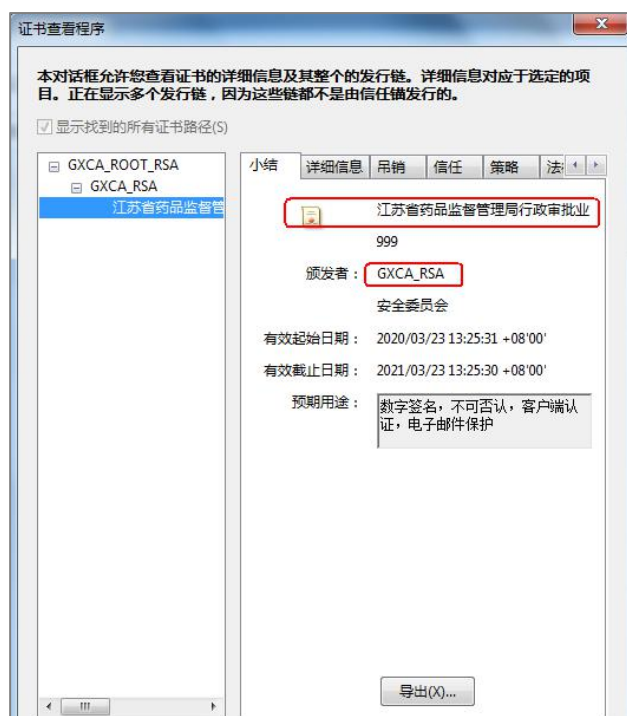 证书查看程序
本对话框允许您查看证书的详细信息及其整个的发行链。详细信息对应于选定的项
目。正在显示多个发行链，因为这些链都不是由信任锚发行的。
显示找到的所有证书路径(S)
GXCA_ROOT_RSA
GXCA_RSA
江苏省药品监督管
小结 详细信息 吊销 信任 策略 法
江苏省药品监督管理局行政审批业
999
颁发者： GXCA_RSA
安全委员会
有效起始日期： 2020/03/23 13:25:31 +08'00'
有效截止日期： 2021/03/23 13:25:30 +08'00'
预期用途： 数字签名，不可否认，客户端认
证，电子邮件保护
导出(X)...